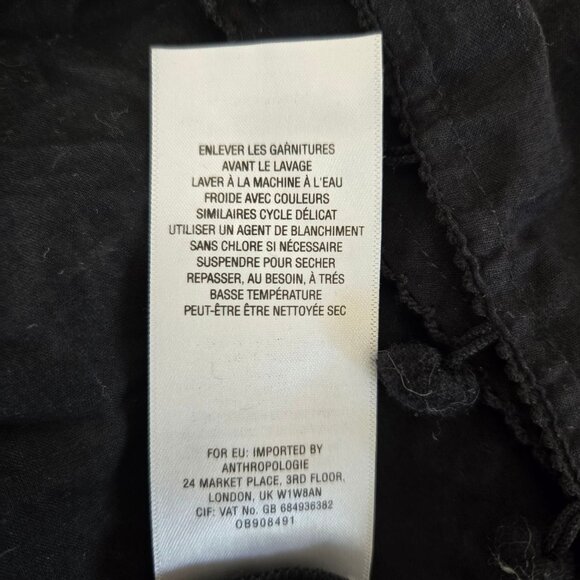 ENLEVER LES GARNITURES
AVANT LE LAVAGE
LAVER À LA MACHINE À L'EAU
FROIDE AVEC COULEURS
SIMILAIRES CYCLE DÉLICAT
UTILISER UN AGENT DE BLANCHIMENT
SANS CHLORE SI NÉCESSAIRE
SUSPENDRE POUR SECHER
REPASSER, AU BESOIN, À TRÉS
BASSE TEMPÉRATURE
PEUT-ÊTRE ÊTRE NETTOYÉE SEC
FOR EU: IMPORTED BY
ANTHROPOLOGIE
24 MARKET PLACE, 3RD FLOOR,
LONDON, UK W1W8AN
CIF: VAT No. GB 684936382
OB908491